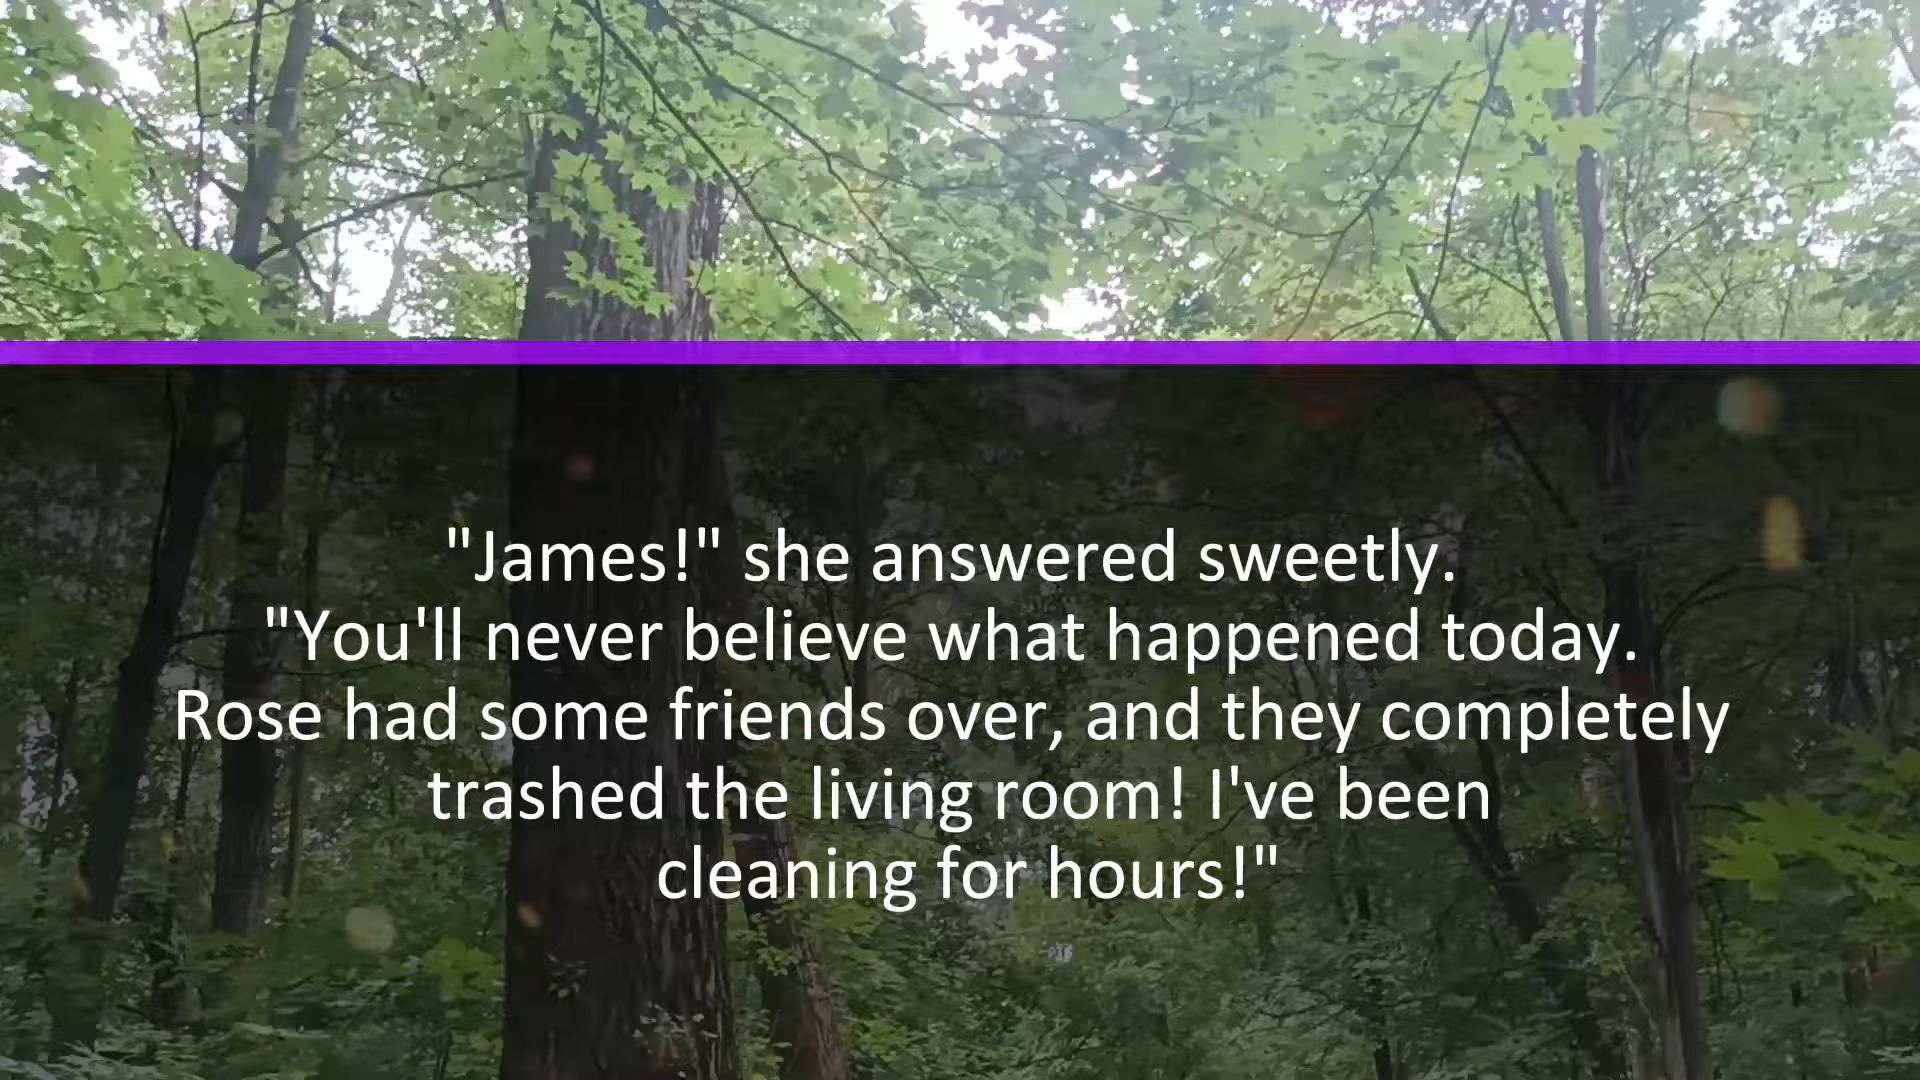 "James!" she answered sweetly.
"You'll never believe what happened today.
Rose had some friends over, and they completely
trashed the living room! I've been
cleaning for hours!"